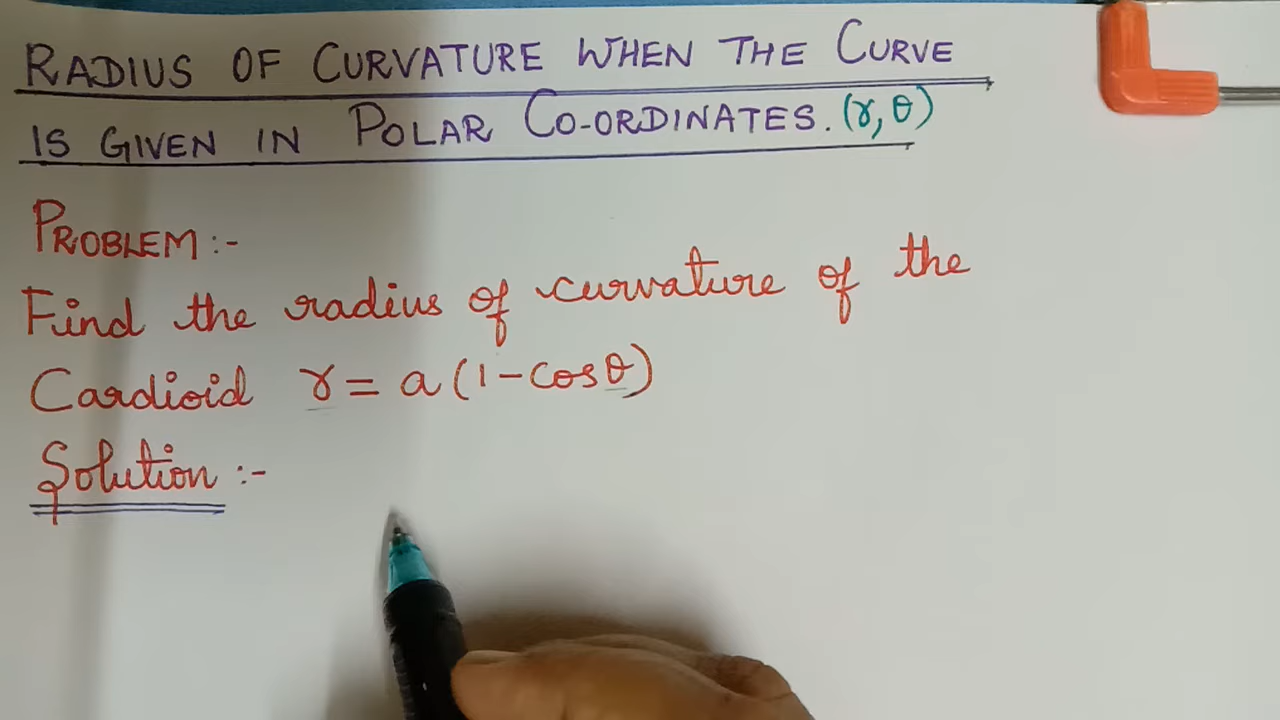 RADIUS OF CURVATURE WHEN THE CURVE
IS GIVEN IN POLAR CO-ORDINATES. (r, θ)
PROBLEM:-
Find the radius of curvature of the
Cardioid r = a(1-cosθ)
Solution:-